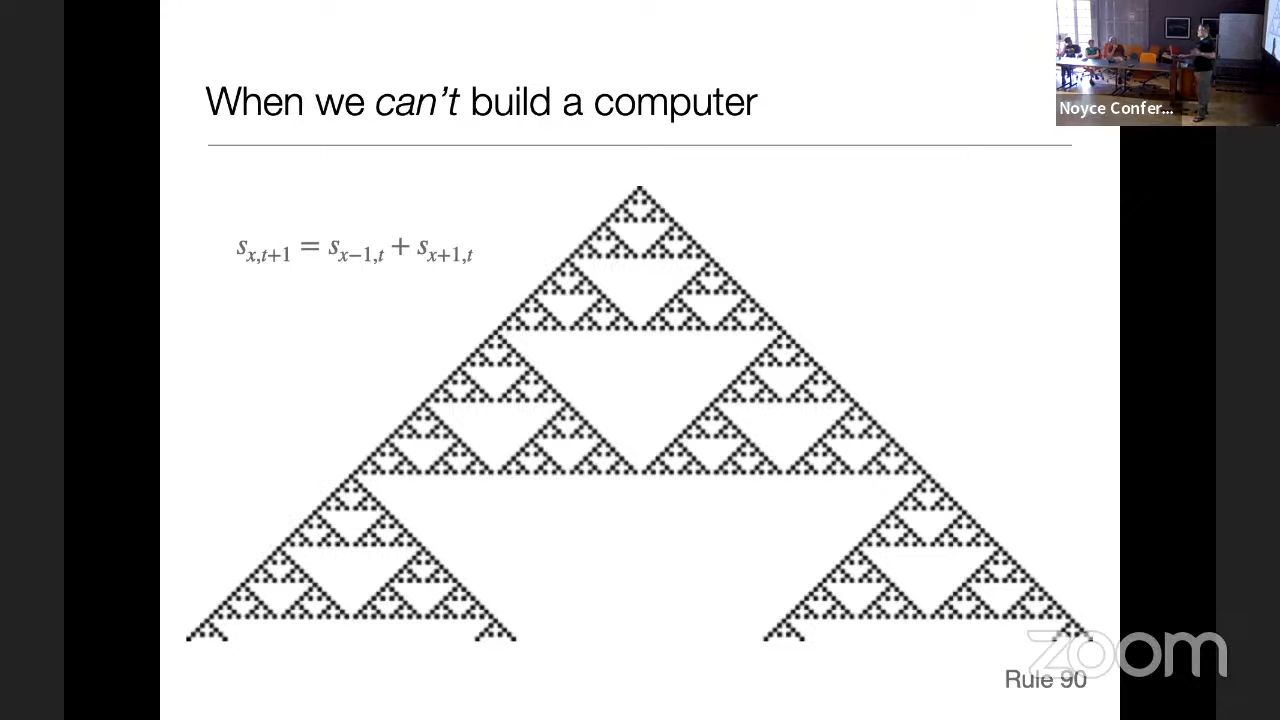 When we can't build a computer
Noyce Confer...
s_{x,t+1} = s_{x−1,t} + s_{x+1,t}
zoom
Rule 90